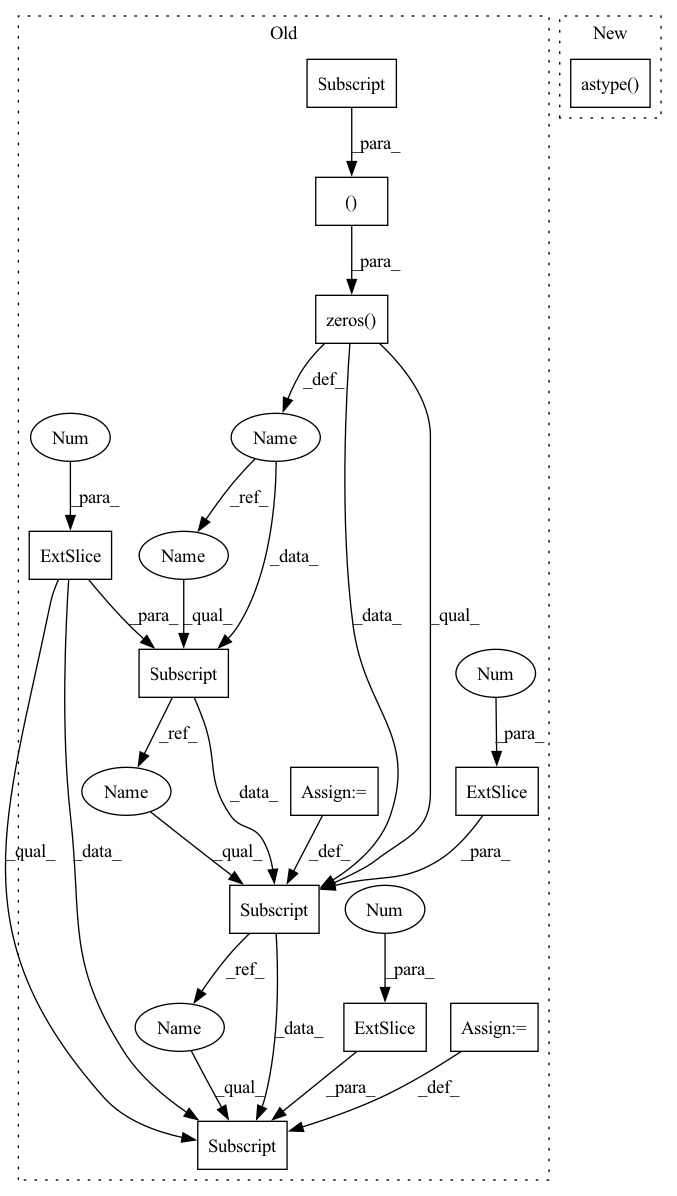 Old
New
Subscript
astype()
_para_
()
_para_
zeros()
_def_
Num
Name
_para_
_ref_
_data_
ExtSlice
Name
_para_
_qual_
_data_
_qual_
Subscript
Num
_ref_
_para_
Name
_data_
Assign:=
ExtSlice
_qual_
_data_
_qual_
_def_
_para_
Subscript
Num
_ref_
_para_
Name
_data_
ExtSlice
Assign:=
_qual_
_para_
_def_
Subscript